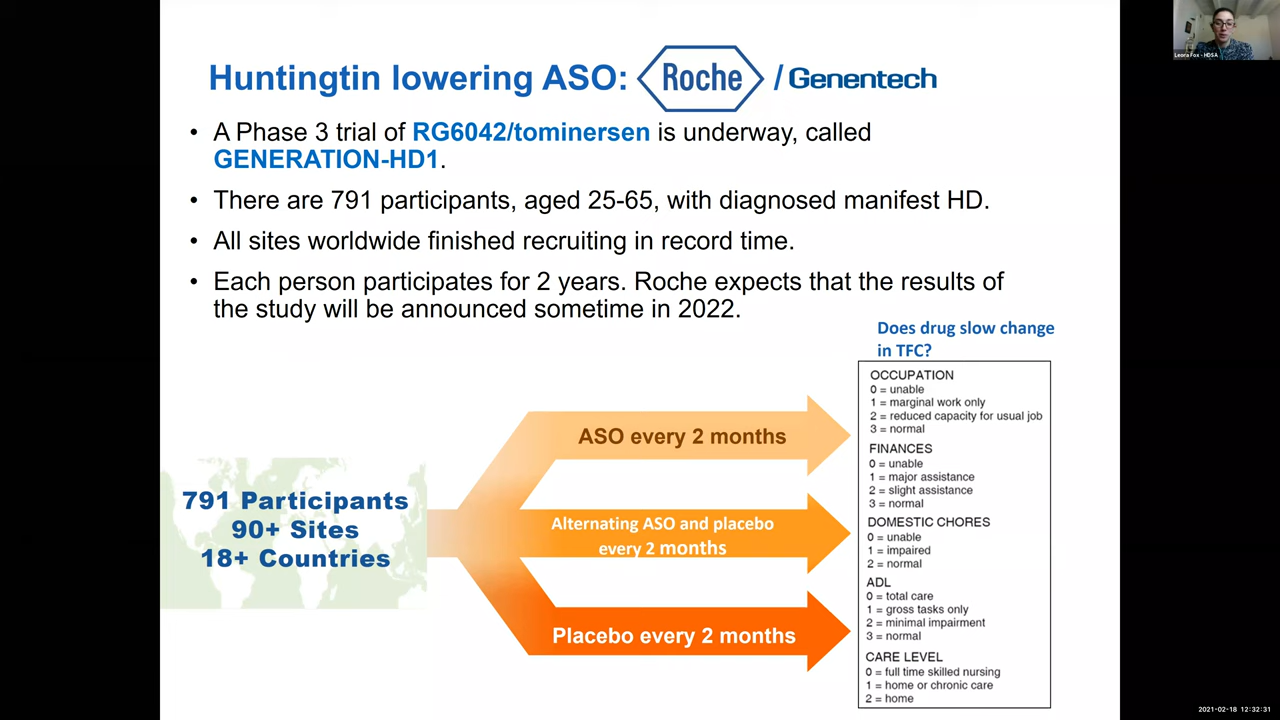 Leora Fox - HDSA
Huntingtin lowering ASO: Roche / Genentech
• A Phase 3 trial of RG6042/tominersen is underway, called
GENERATION-HD1.
• There are 791 participants, aged 25-65, with diagnosed manifest HD.
• All sites worldwide finished recruiting in record time.
• Each person participates for 2 years. Roche expects that the results of
the study will be announced sometime in 2022.
791 Participants
90+ Sites
18+ Countries
ASO every 2 months
Alternating ASO and placebo
every 2 months
Placebo every 2 months
Does drug slow change
in TFC?
OCCUPATION
0 = unable
1 = marginal work only
2 = reduced capacity for usual job
3 = normal
FINANCES
0 = unable
1 = major assistance
2 = slight assistance
3 = normal
DOMESTIC CHORES
0 = unable
1 = impaired
2 = normal
ADL
0 = total care
1 = gross tasks only
2 = minimal impairment
3 = normal
CARE LEVEL
0 = full time skilled nursing
1 = home or chronic care
2 = home
2021-02-18 12:32:31